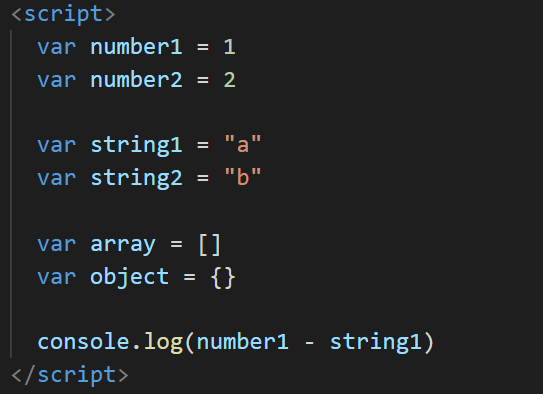 <script>
var number1 = 1
var number2 = 2
var string1 = "a"
var string2 = "b"
var array = []
var object = {}
console.log(number1 - string1)
</script>